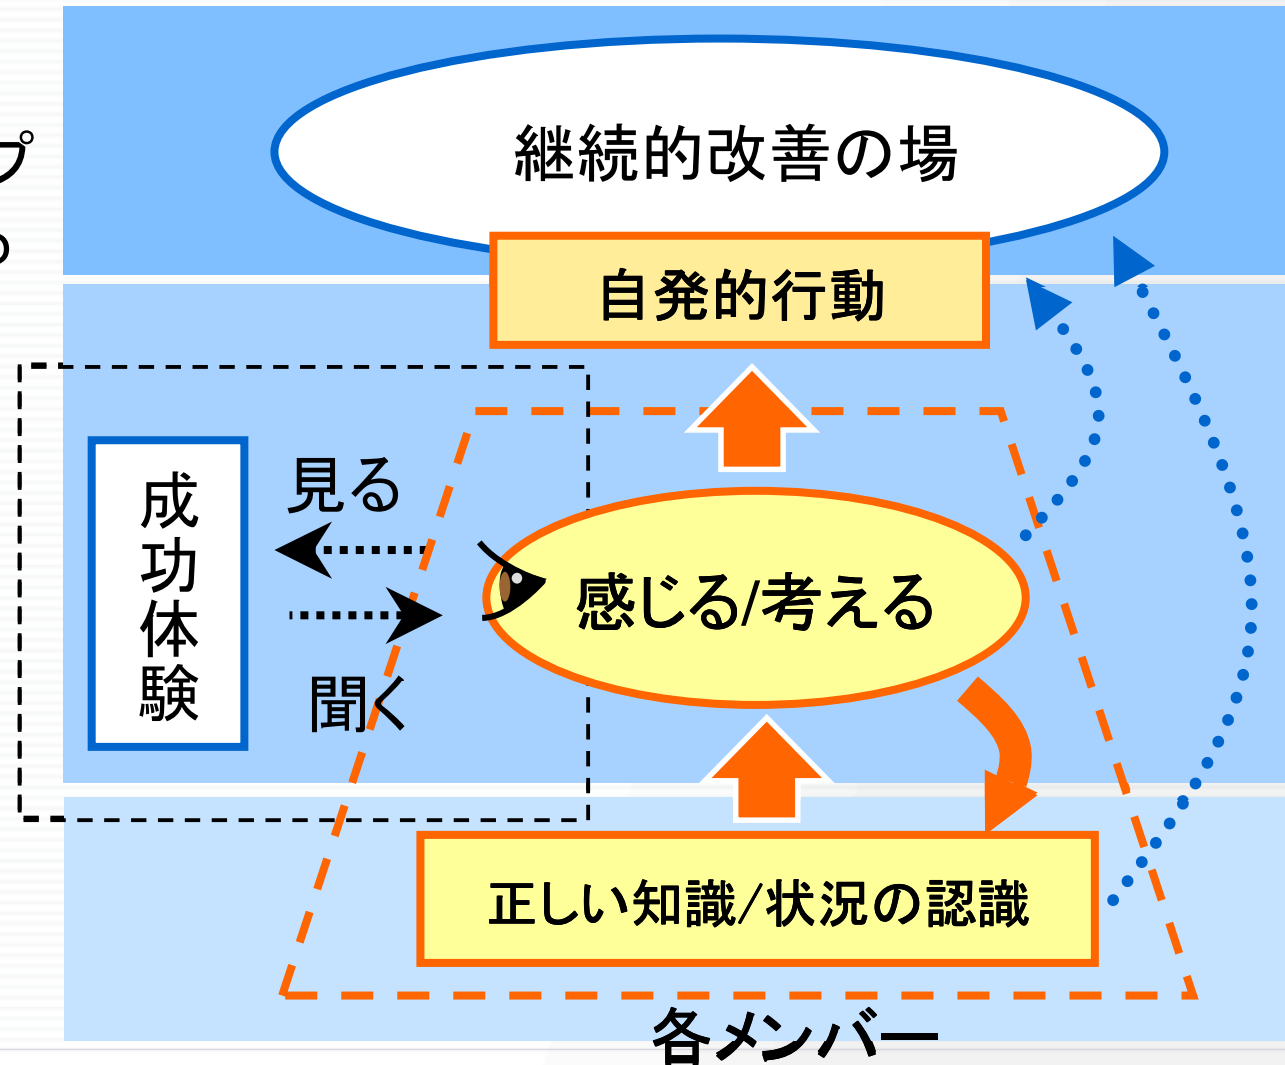 継続的改善の場
プ
る
自発的行動
成功体験
見る
感じる/考える
聞く
正しい知識/状況の認識
各メンバー